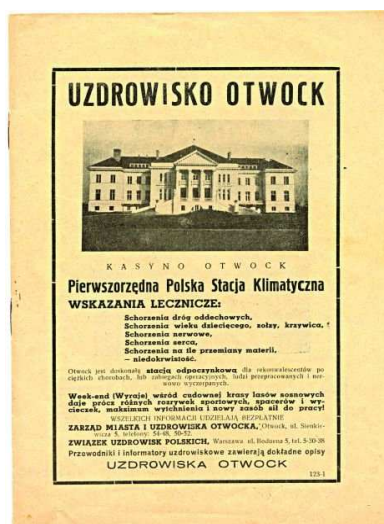 UZDROWISKO OTWOCK
KASYNO OTWOCK
Pierwszorzędna Polska Stacja Klimatyczna
WSKAZANIA LECZNICZE:
Schorzenia dróg oddechowych,
Schorzenia wieku dziecięcego, zołzy, krzywica,
Schorzenia nerwowe,
Schorzenia serca,
Schorzenia na tle przemiany materii,
– niedokrwistość.
Otwock jest doskonałą stacją odpoczynkową dla rekonwalescentów po
ciężkich chorobach, lub zabiegach operacyjnych, ludzi przepracowanych i ner-
wowo wyczerpanych.
Week-end (Wyraje) wśród cudownej krasy lasów sosnowych
daje prócz różnych rozrywek sportowych, spacerów i wy-
cieczek, maksimum wytchnienia i nowy zasób sił do pracy!
WSZELKICH INFORMACJI UDZIELAJĄ BEZPŁATNIE
ZARZĄD MIASTA I UZDROWISKA OTWOCKA, Otwock, ul. Sienkie-
wicza 5, telefony: 54-48, 50-52.
ZWIĄZEK UZDROWISK POLSKICH, Warszawa ul. Boduena 5, tel. 5-30-38
Przewodniki i informatory uzdrowiskowe zawierają dokładne opisy
UZDROWISKA OTWOCK
123-1